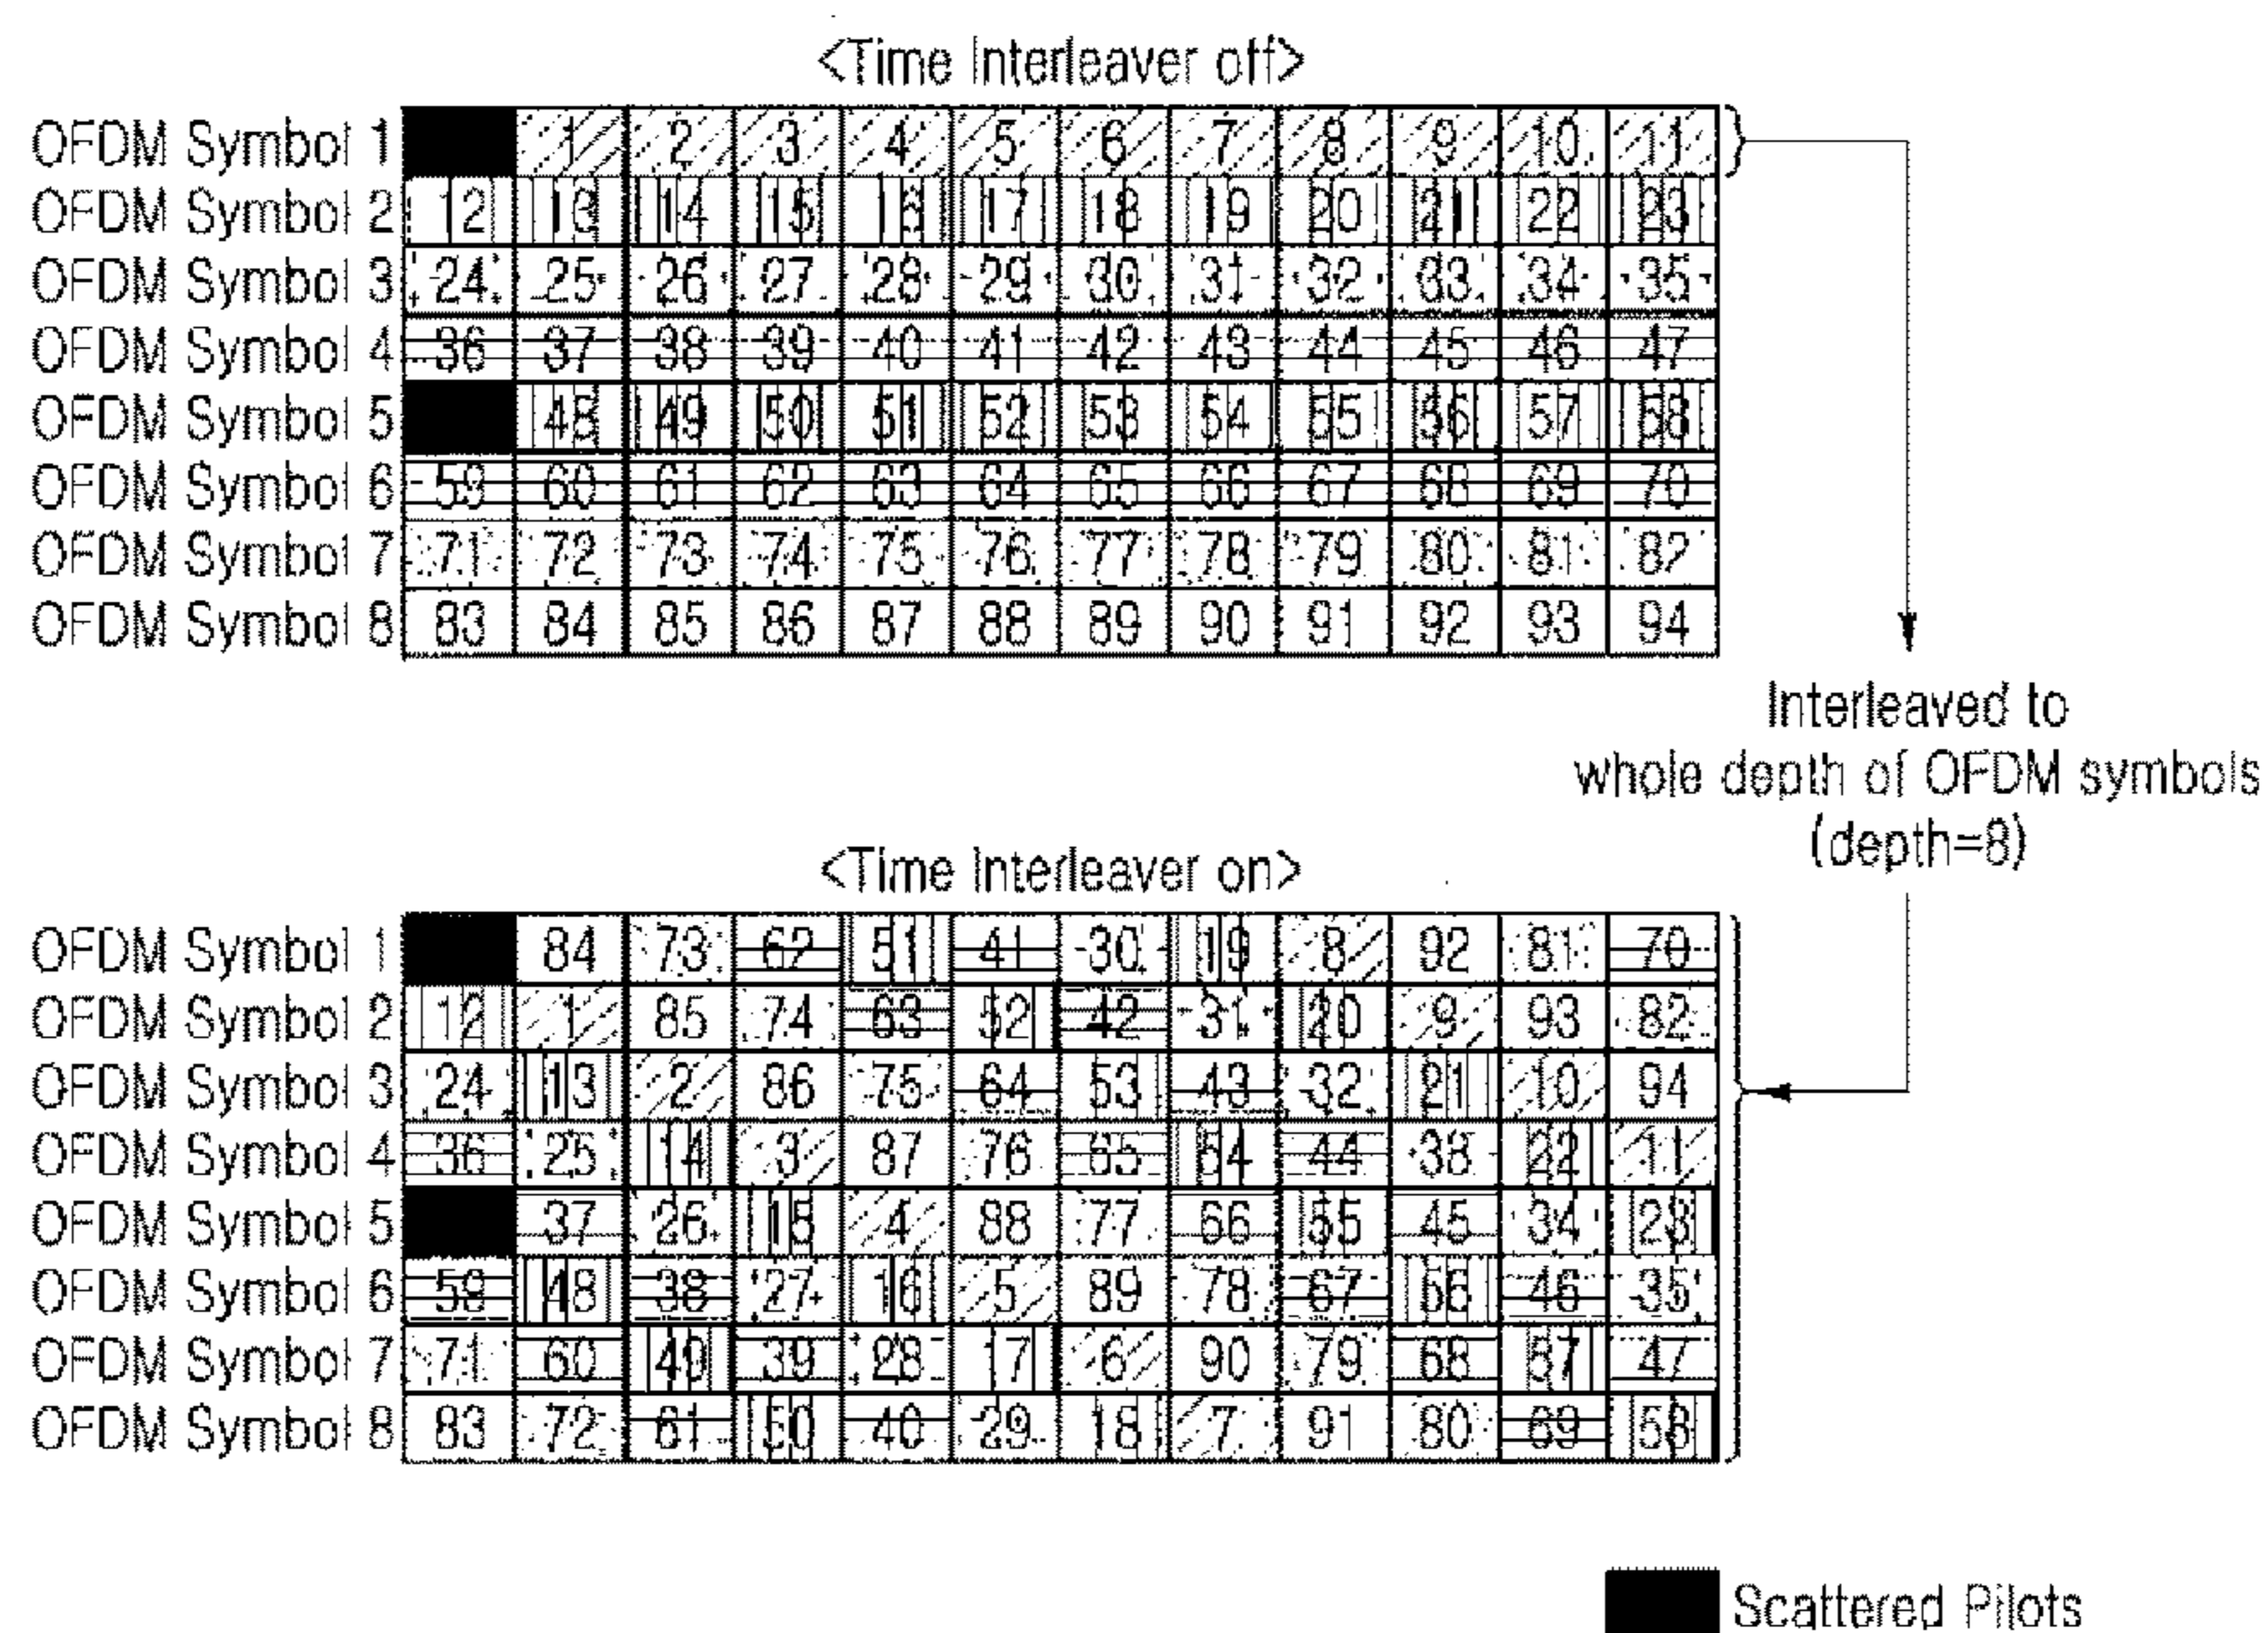 <Time Interleaver off>
OFDM Symbol 1 1 2 3 4 5 6 7 8 9 10 11
OFDM Symbol 2 12 13 14 15 16 17 18 19 20 21 22 23
OFDM Symbol 3 24 25 26 27 28 29 30 31 32 33 34 35
OFDM Symbol 4 36 37 38 39 40 41 42 43 44 45 46 47
OFDM Symbol 5 48 49 50 51 52 53 54 55 56 57 58
OFDM Symbol 6 59 60 61 62 63 64 65 66 67 68 69 70
OFDM Symbol 7 71 72 73 74 75 76 77 78 79 80 81 82
OFDM Symbol 8 83 84 85 86 87 88 89 90 91 92 93 94
Interleaved to
whole depth of OFDM symbols
(depth=8)
<Time Interleaver on>
OFDM Symbol 1 84 73 62 51 41 30 19 8 92 81 70
OFDM Symbol 2 12 1 85 74 63 52 42 31 20 9 93 82
OFDM Symbol 3 24 13 2 86 75 64 53 43 32 21 10 94
OFDM Symbol 4 36 25 14 3 87 76 65 54 44 38 22 11
OFDM Symbol 5 37 26 15 4 88 77 66 55 45 34 23
OFDM Symbol 6 59 48 38 27 16 5 89 78 67 56 46 35
OFDM Symbol 7 71 60 49 39 28 17 6 90 79 68 57 47
OFDM Symbol 8 83 72 61 50 40 29 18 7 91 80 69 58
Scattered Pilots